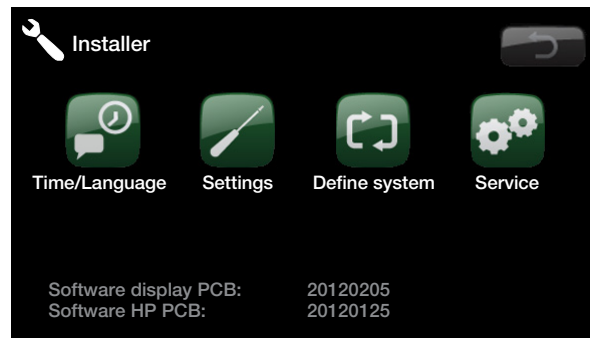 Installer
Time/Language Settings Define system Service
Software display PCB: 20120205
Software HP PCB: 20120125